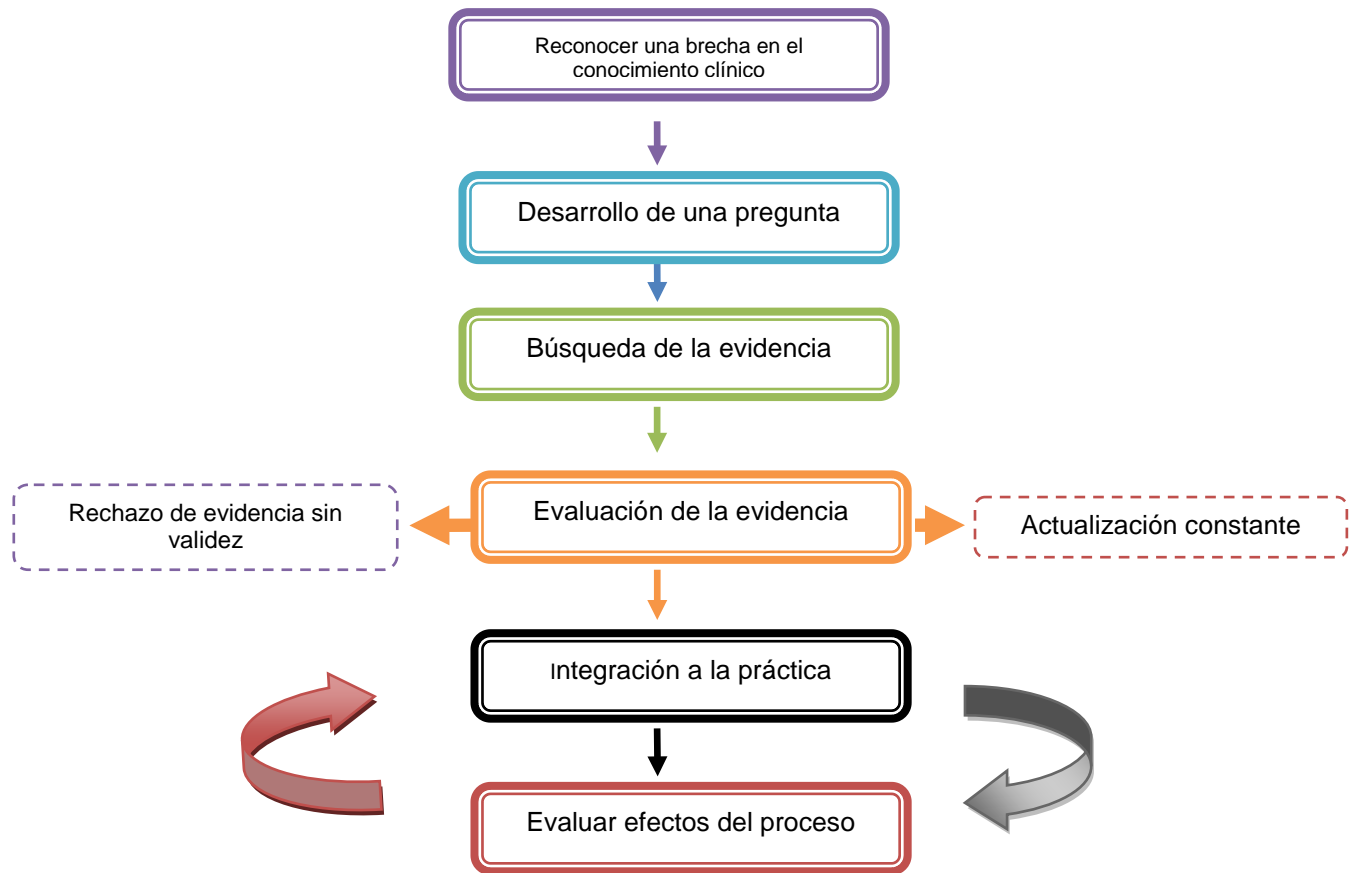 Reconocer una brecha en el
conocimiento clínico
Desarrollo de una pregunta
Búsqueda de la evidencia
Evaluación de la evidencia
Rechazo de evidencia sin
validez
Actualización constante
Integración a la práctica
Evaluar efectos del proceso